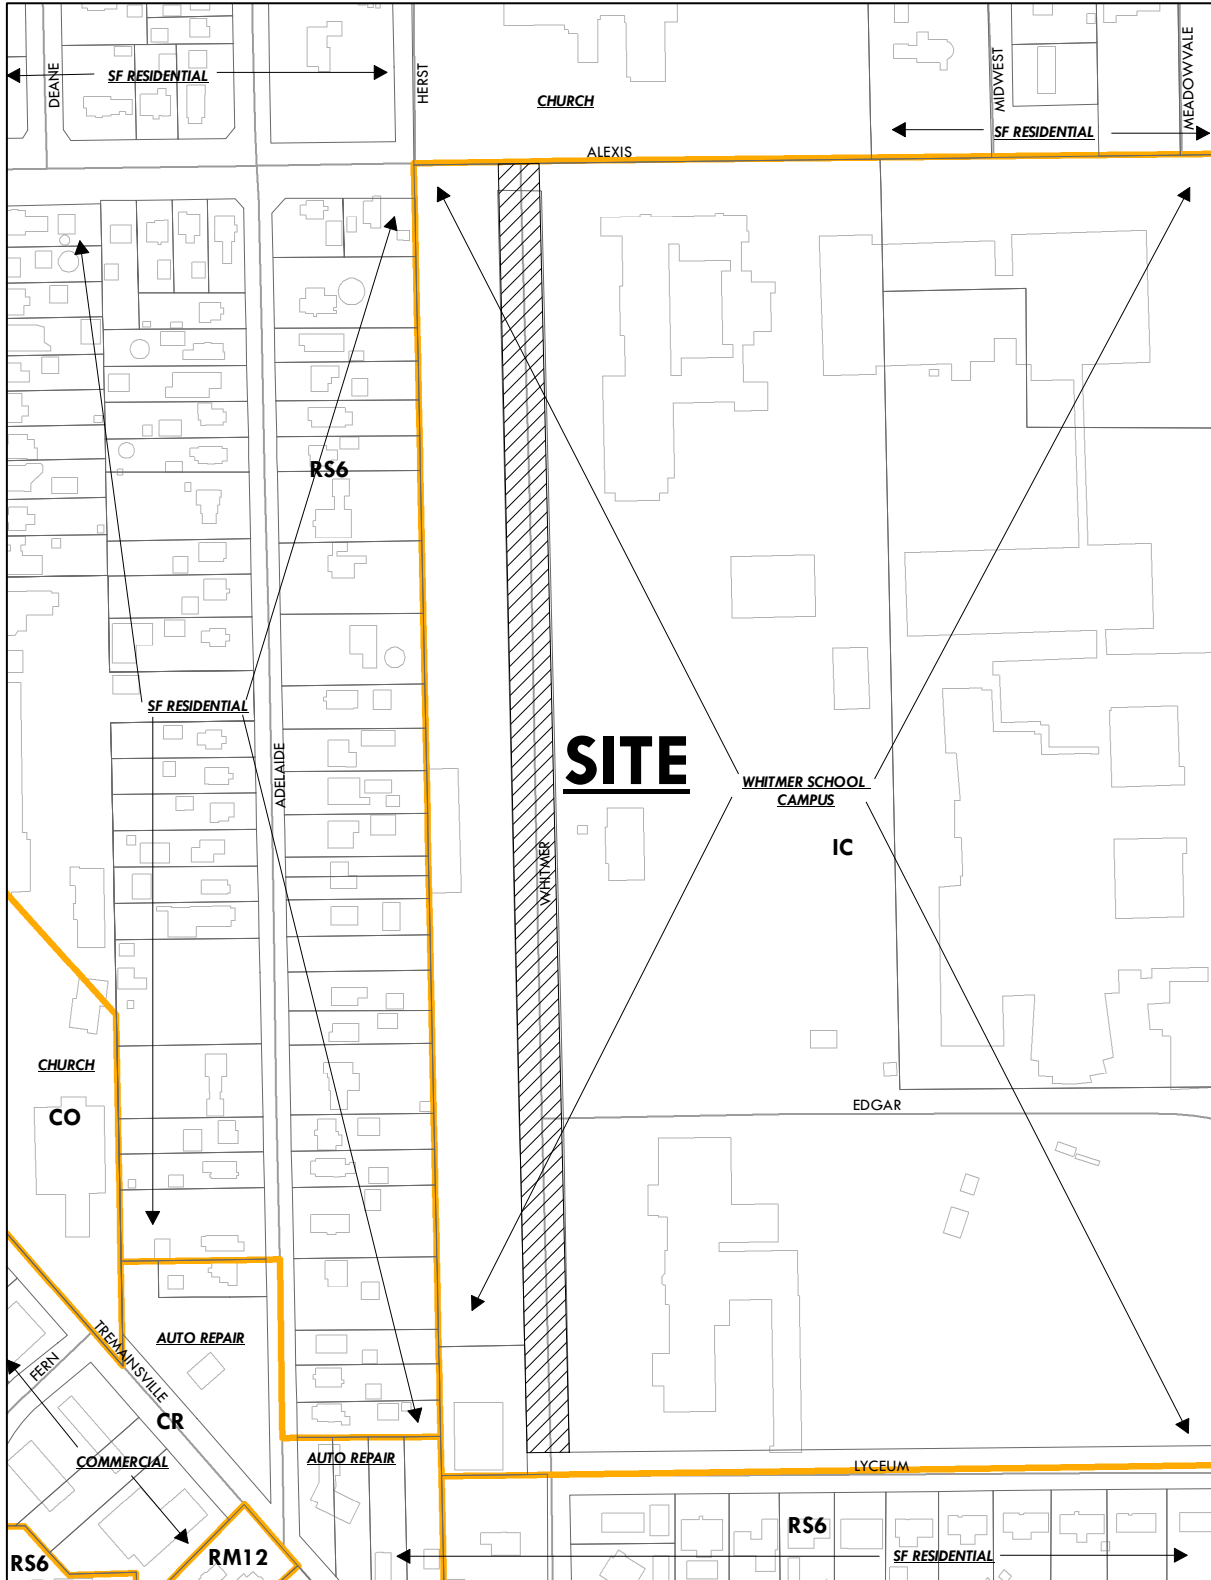 DEANE
SF RESIDENTIAL
HERST
CHURCH
MIDWEST
MEADOWVALE
SF RESIDENTIAL
ALEXIS
RS6
SF RESIDENTIAL
ADELAIDE
SITE
WHITMER SCHOOL
CAMPUS
WHITMER
IC
CHURCH
CO
EDGAR
TREMAINSVILLE
AUTO REPAIR
FERN
CR
COMMERCIAL
AUTO REPAIR
LYCEUM
RS6
RS6
RM12
SF RESIDENTIAL